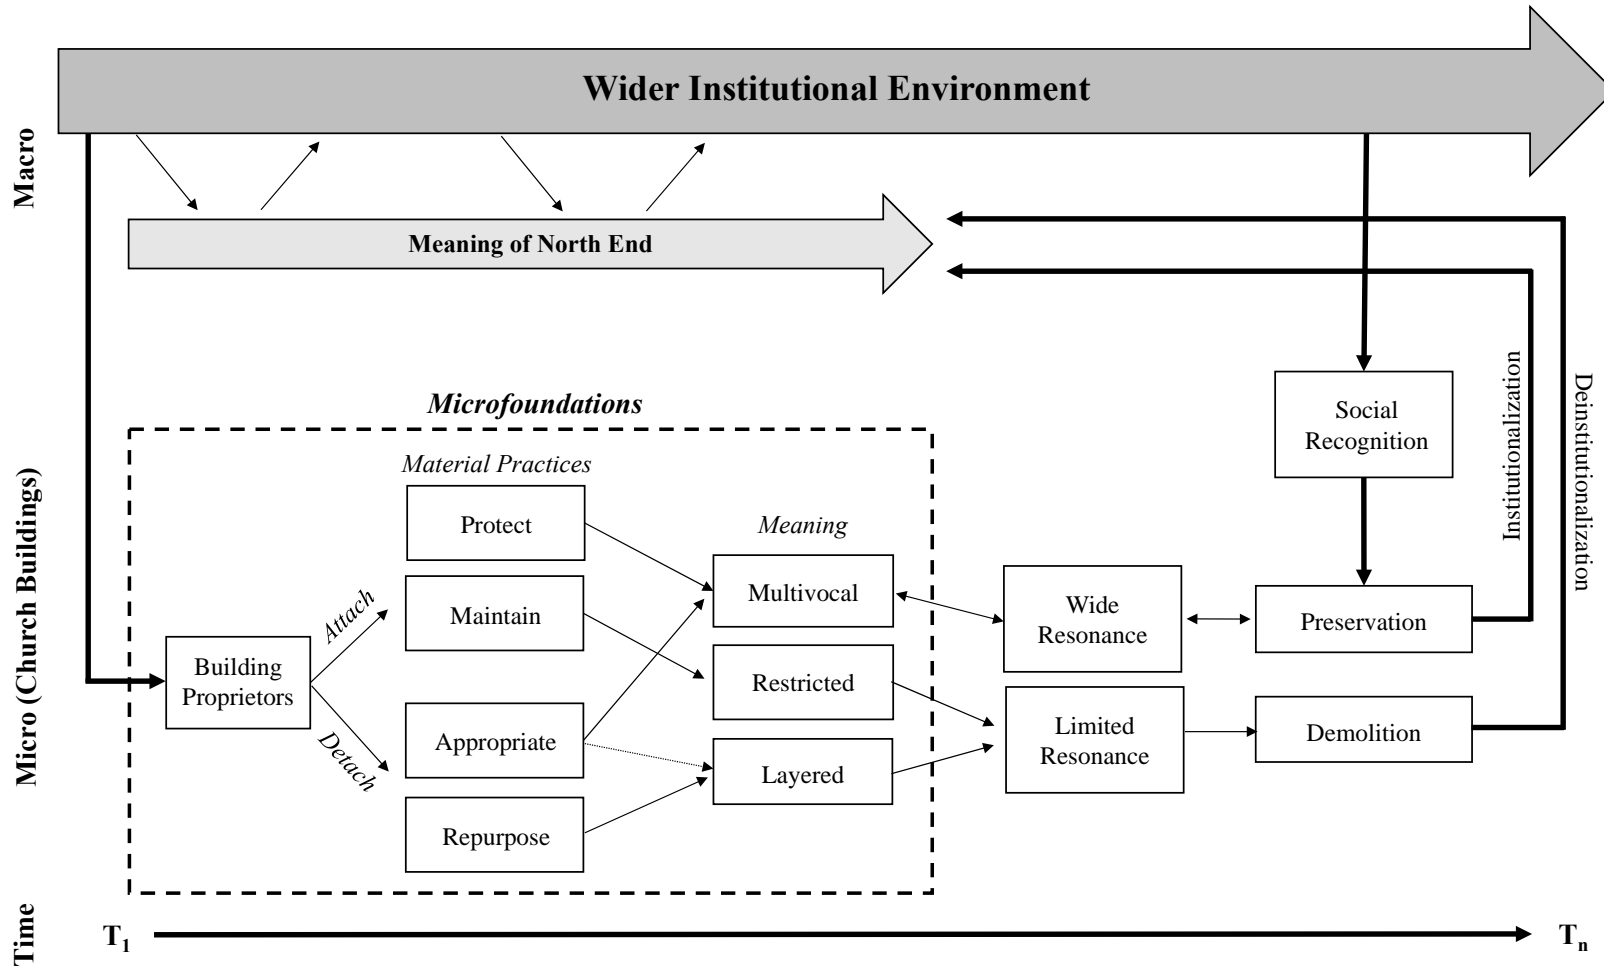 Wider Institutional Environment
Macro
Meaning of North End
Microfoundations
Material Practices
Protect
Maintain
Appropriate
Repurpose
Meaning
Multivocal
Restricted
Layered
Building
Proprietors
Attach
Detach
Wide
Resonance
Limited
Resonance
Social
Recognition
Preservation
Demolition
Institutionalization
Deinstitutionalization
Micro (Church Buildings)
Time
T1
Tn